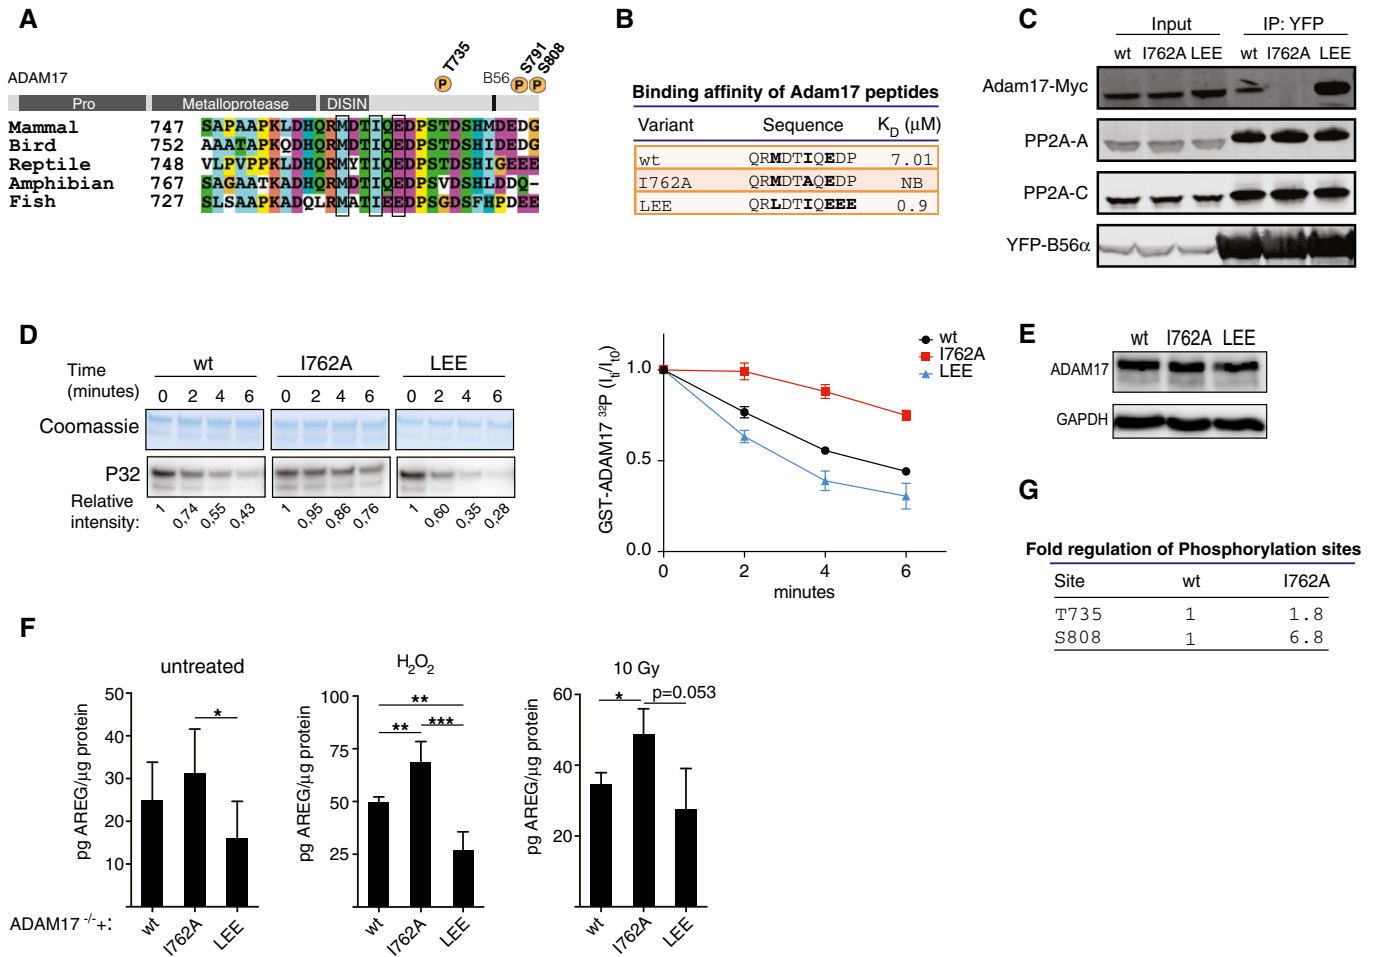 A
ADAM17
T735
B56
S791
S808
P
P
P
Pro
Metalloprotease
DISIN
Mammal 747 SAPAAPKLDHQRMDTIQEDPSTDSHMDEDG
Bird 752 AAATAPKQDHQRMDTIQEDPSTDSHIDEDG
Reptile 748 VLPVPPKLDHQRMYTIQEDPSTDSHIGEEE
Amphibian 767 SAGAATKADHQRMDTIQEDPSVDSHLDDQ-
Fish 727 SLSAAPKADQLRMATIEEDPSGDSFHPDEE
B
Binding affinity of Adam17 peptides
Variant Sequence KD (μM)
wt QRMDTIQEDP 7.01
I762A QRMDTAQEDP NB
LEE QRLDTIQEEE 0.9
C
Input IP: YFP
wt I762A LEE wt I762A LEE
Adam17-Myc
PP2A-A
PP2A-C
YFP-B56α
D
Time (minutes)
wt I762A LEE
0 2 4 6 0 2 4 6 0 2 4 6
Coomassie
P32
Relative intensity:
1 0,74 0,55 0,43 1 0,95 0,86 0,76 1 0,60 0,35 0,28
GST-ADAM17 32P (Iti/It0)
1.0
0.5
0.0
0 2 4 6
minutes
wt
I762A
LEE
E
wt I762A LEE
ADAM17
GAPDH
G
Fold regulation of Phosphorylation sites
Site wt I762A
T735 1 1.8
S808 1 6.8
F
untreated
pg AREG/μg protein
50
40
30
20
10
*
wt I762A LEE
H2O2
pg AREG/μg protein
100
75
50
25
**
** ***
wt I762A LEE
10 Gy
pg AREG/μg protein
60
40
20
* p=0.053
wt I762A LEE
ADAM17 -/-+: